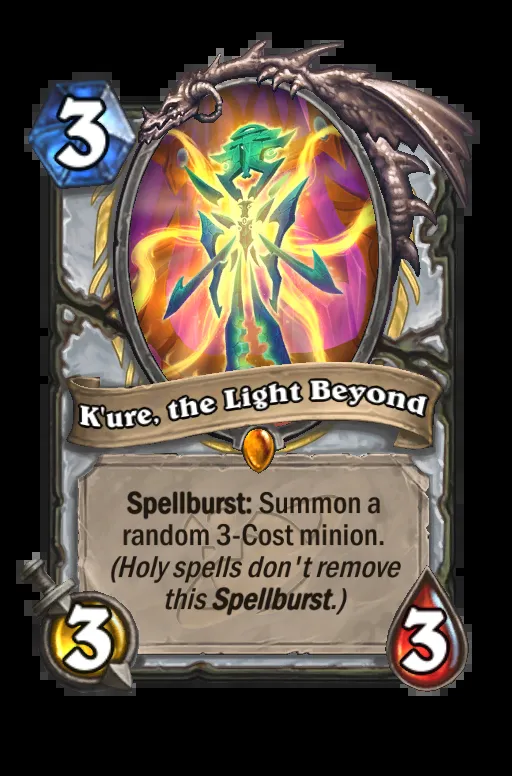 3
K'ure, the Light Beyond
Spellburst: Summon a
random 3-Cost minion.
(Holy spells don't remove
this Spellburst.)
3
3